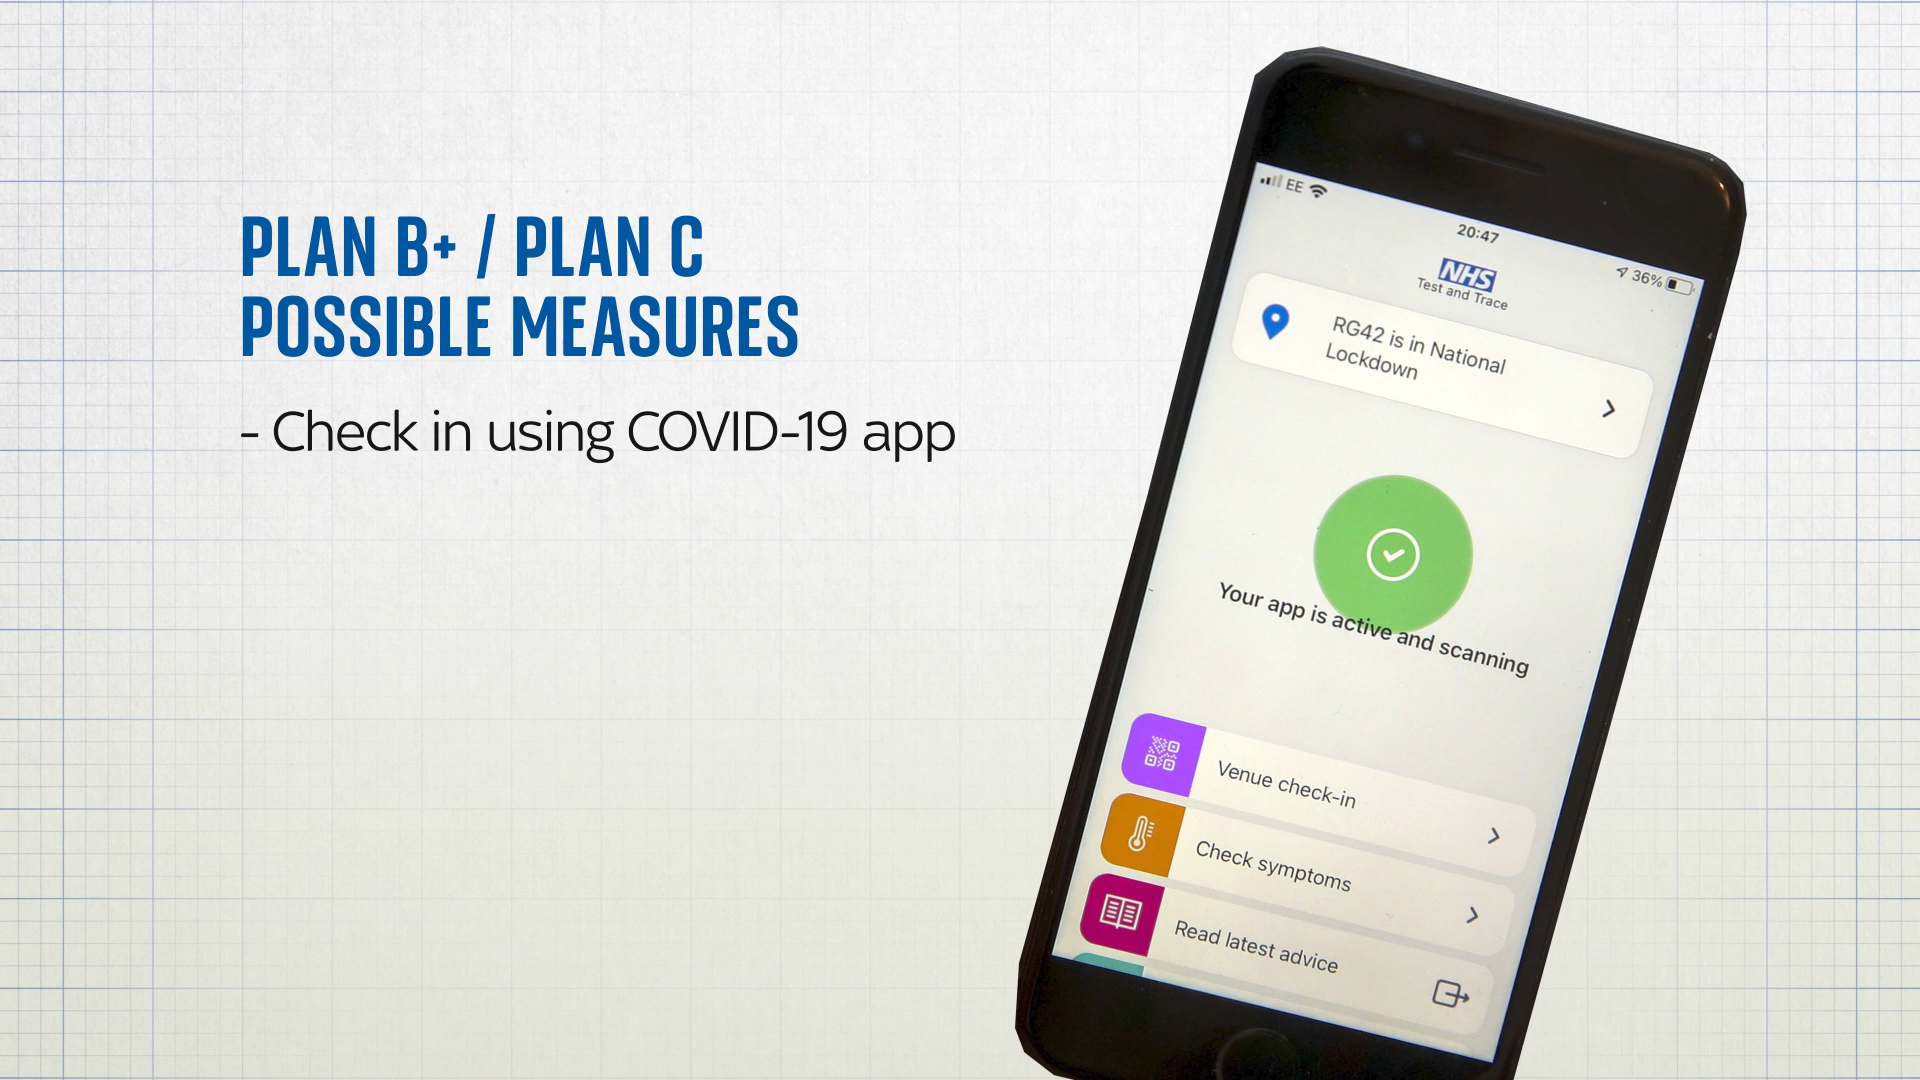 PLAN B+ / PLAN C
POSSIBLE MEASURES
- Check in using COVID-19 app
EE
20:47
36%
NHS
Test and Trace
RG42 is in National
Lockdown
Your app is active and scanning
Venue check-in
Check symptoms
Read latest advice